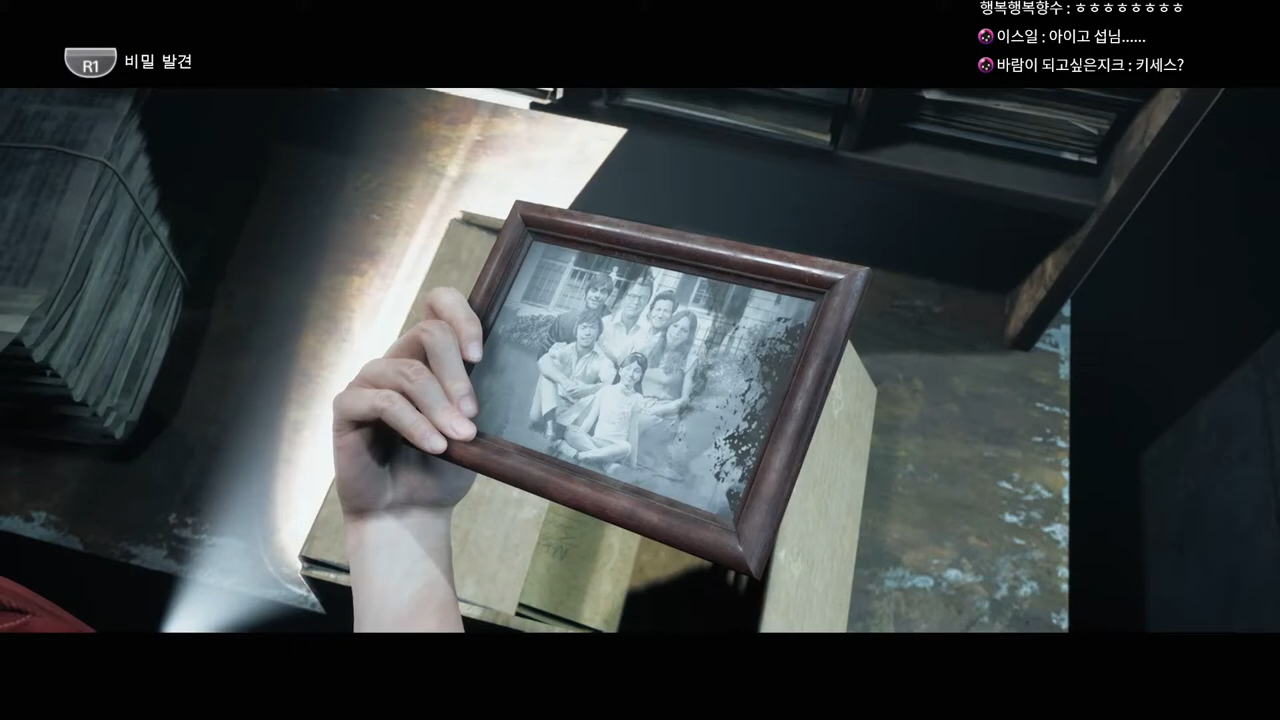 행복행복향수 : ㅎㅎㅎㅎㅎㅎㅎㅎ
이스일 : 아이고 섭님......
바람이 되고싶은지크 : 키세스?
R1 비밀 발견